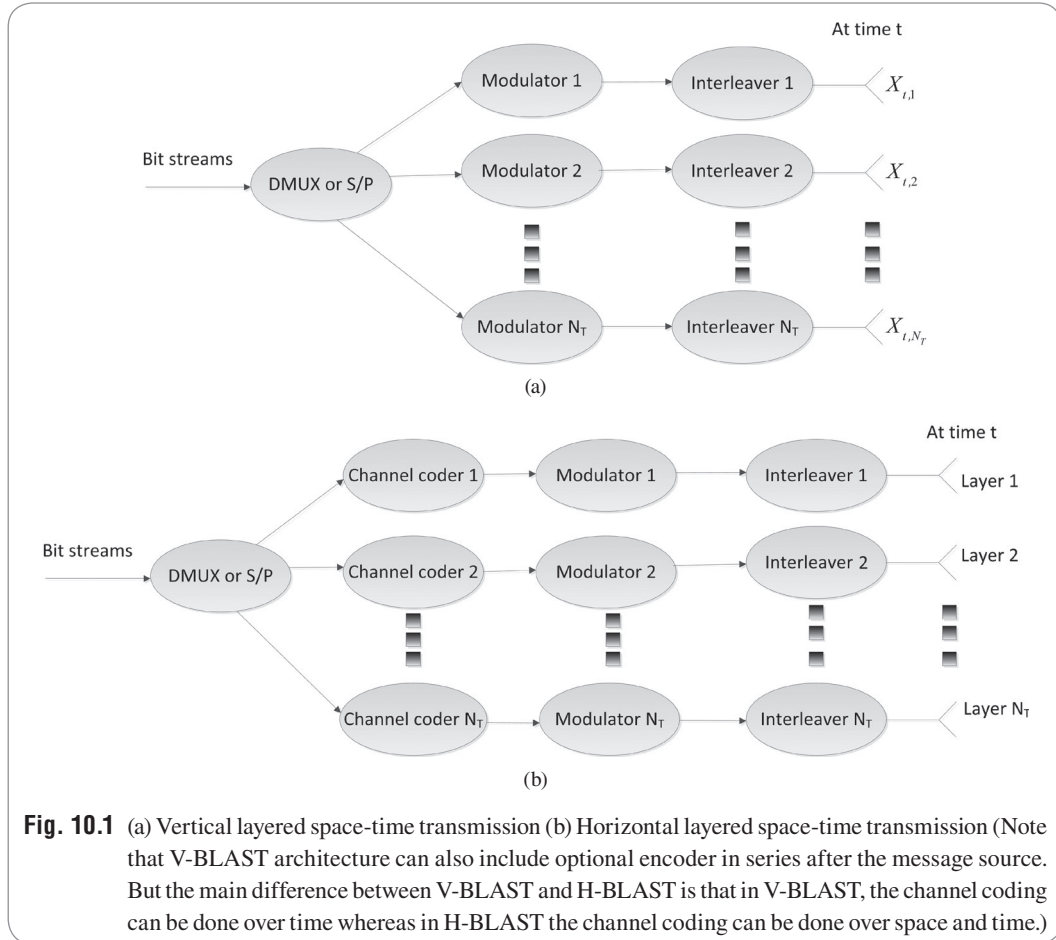 At time t
Modulator 1
Interleaver 1
X_{t,1}
Bit streams
DMUX or S/P
Modulator 2
Interleaver 2
X_{t,2}
Modulator N_T
Interleaver N_T
X_{t,N_T}
(a)
At time t
Channel coder 1
Modulator 1
Interleaver 1
Layer 1
Bit streams
DMUX or S/P
Channel coder 2
Modulator 2
Interleaver 2
Layer 2
Channel coder N_T
Modulator N_T
Interleaver N_T
Layer N_T
(b)
Fig. 10.1 (a) Vertical layered space-time transmission (b) Horizontal layered space-time transmission (Note
that V-BLAST architecture can also include optional encoder in series after the message source.
But the main difference between V-BLAST and H-BLAST is that in V-BLAST, the channel coding
can be done over time whereas in H-BLAST the channel coding can be done over space and time.)